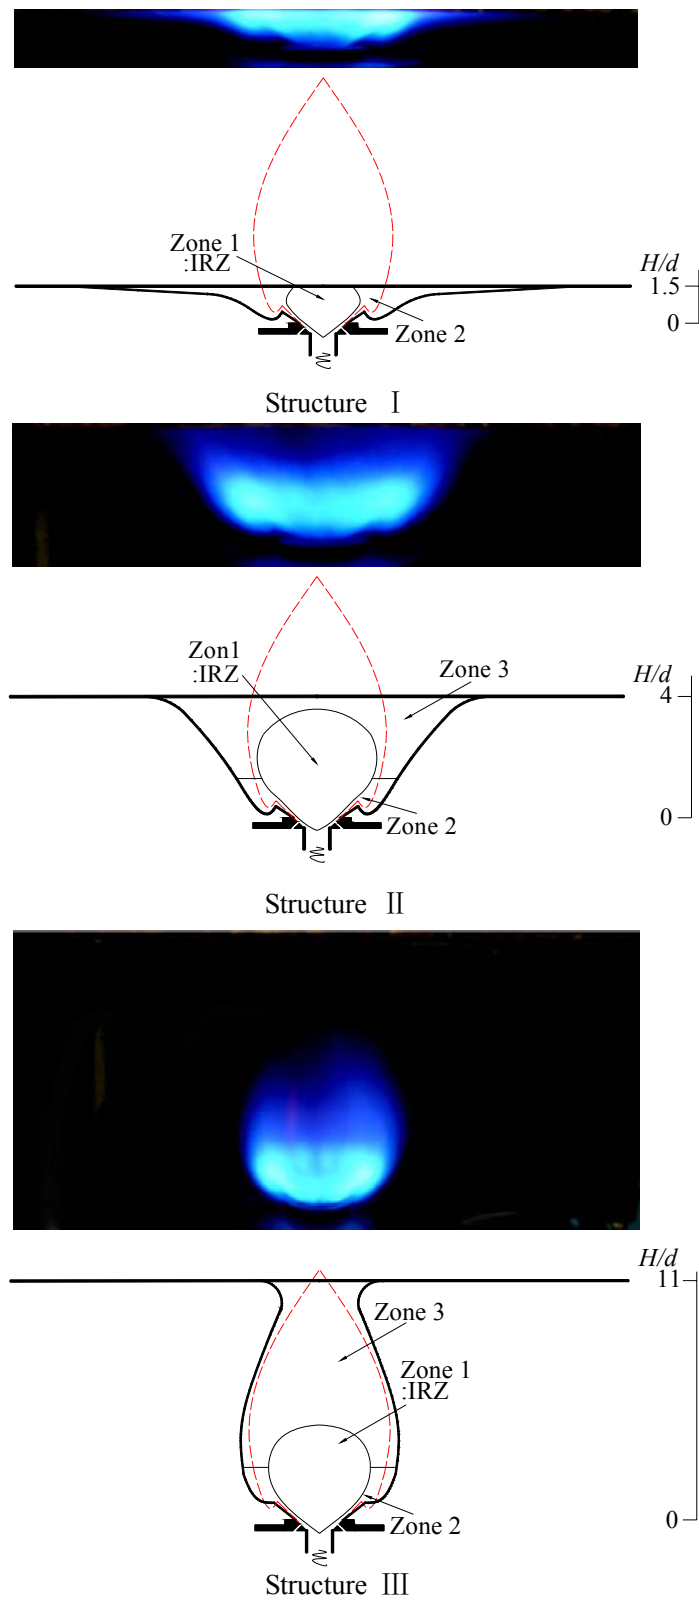 Zone 1
:IRZ
H/d
1.5
0
Zone 2
Structure Ⅰ
Zon1
:IRZ
Zone 3
H/d
4
0
Zone 2
Structure Ⅱ
H/d
11
Zone 3
Zone 1
:IRZ
0
Zone 2
Structure Ⅲ